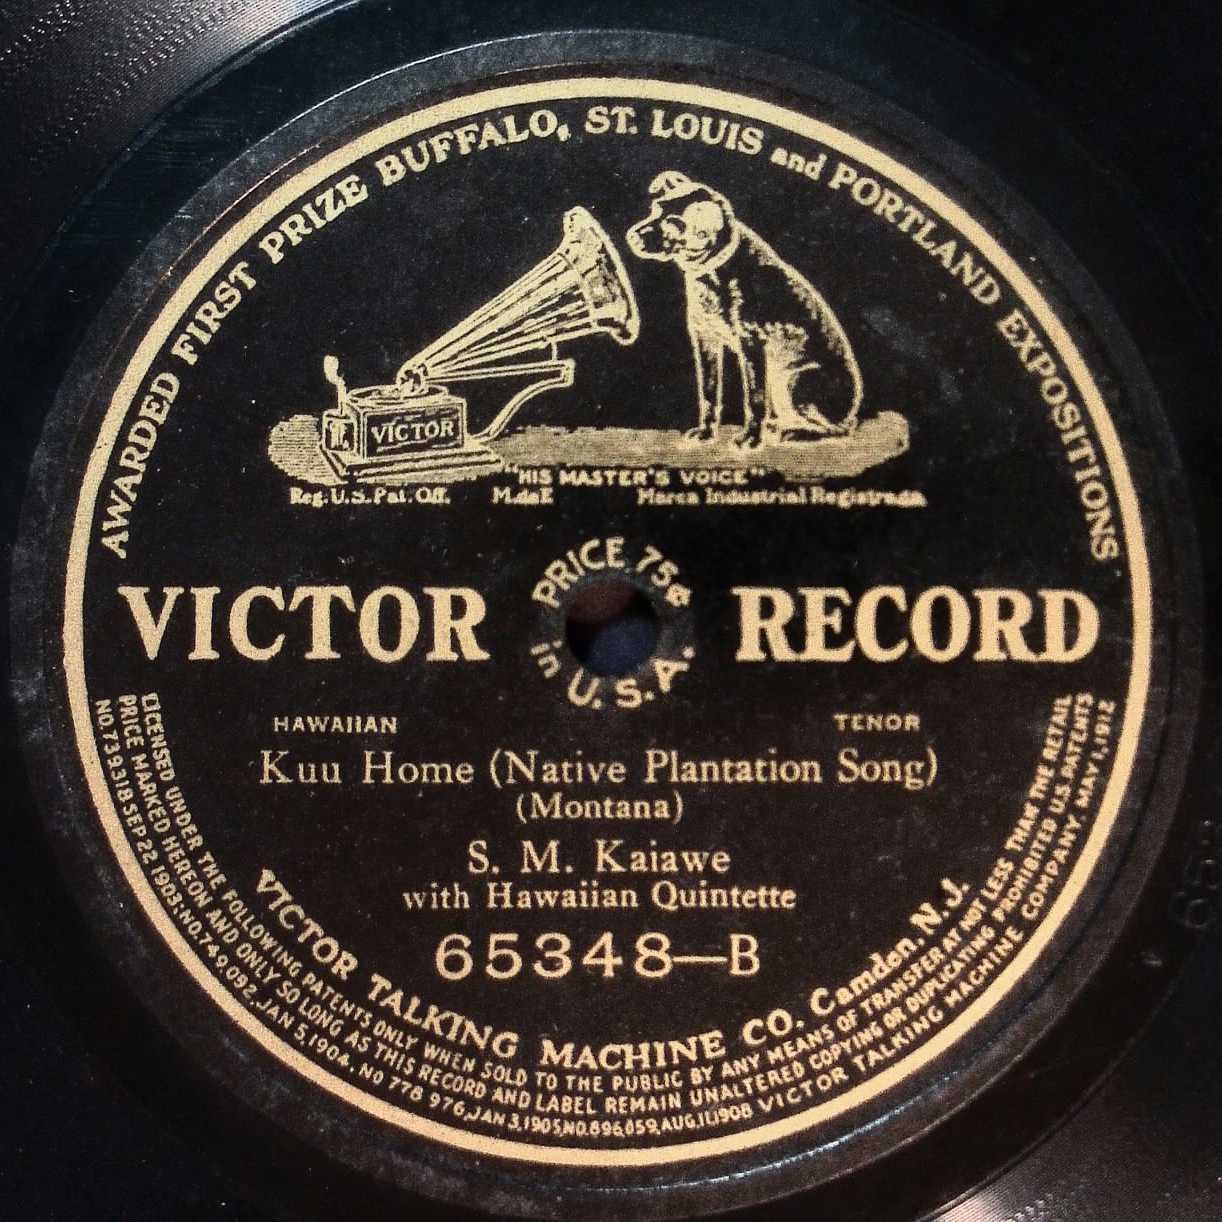 AWARDED FIRST PRIZE BUFFALO, ST. LOUIS and PORTLAND EXPOSITIONS
VICTOR
"HIS MASTER'S VOICE"
Reg. U.S. Pat. Off. M.deF. Marca Industrial Registrada
PRICE 75¢
in U.S.A.
VICTOR RECORD
HAWAIIAN TENOR
Kuu Home (Native Plantation Song)
(Montana)
S. M. Kaiawe
with Hawaiian Quintette
65348-B
VICTOR TALKING MACHINE CO. Camden. N. J.
LICENSED UNDER THE FOLLOWING PATENTS ONLY WHEN SOLD TO THE PUBLIC BY ANY MEANS OF TRANSFER AT NOT LESS THAN THE RETAIL
PRICE MARKED HEREON AND ONLY SO LONG AS THIS RECORD AND LABEL REMAIN UNALTERED COPYING OR DUPLICATING PROHIBITED U.S. PATENTS
NO. 739,318 SEP 22 1903; NO. 749,092, JAN 5, 1904, NO 778 976, JAN 3, 1905, NO. 896,059, AUG. 11, 1908 VICTOR TALKING MACHINE COMPANY, MAY 1, 1912